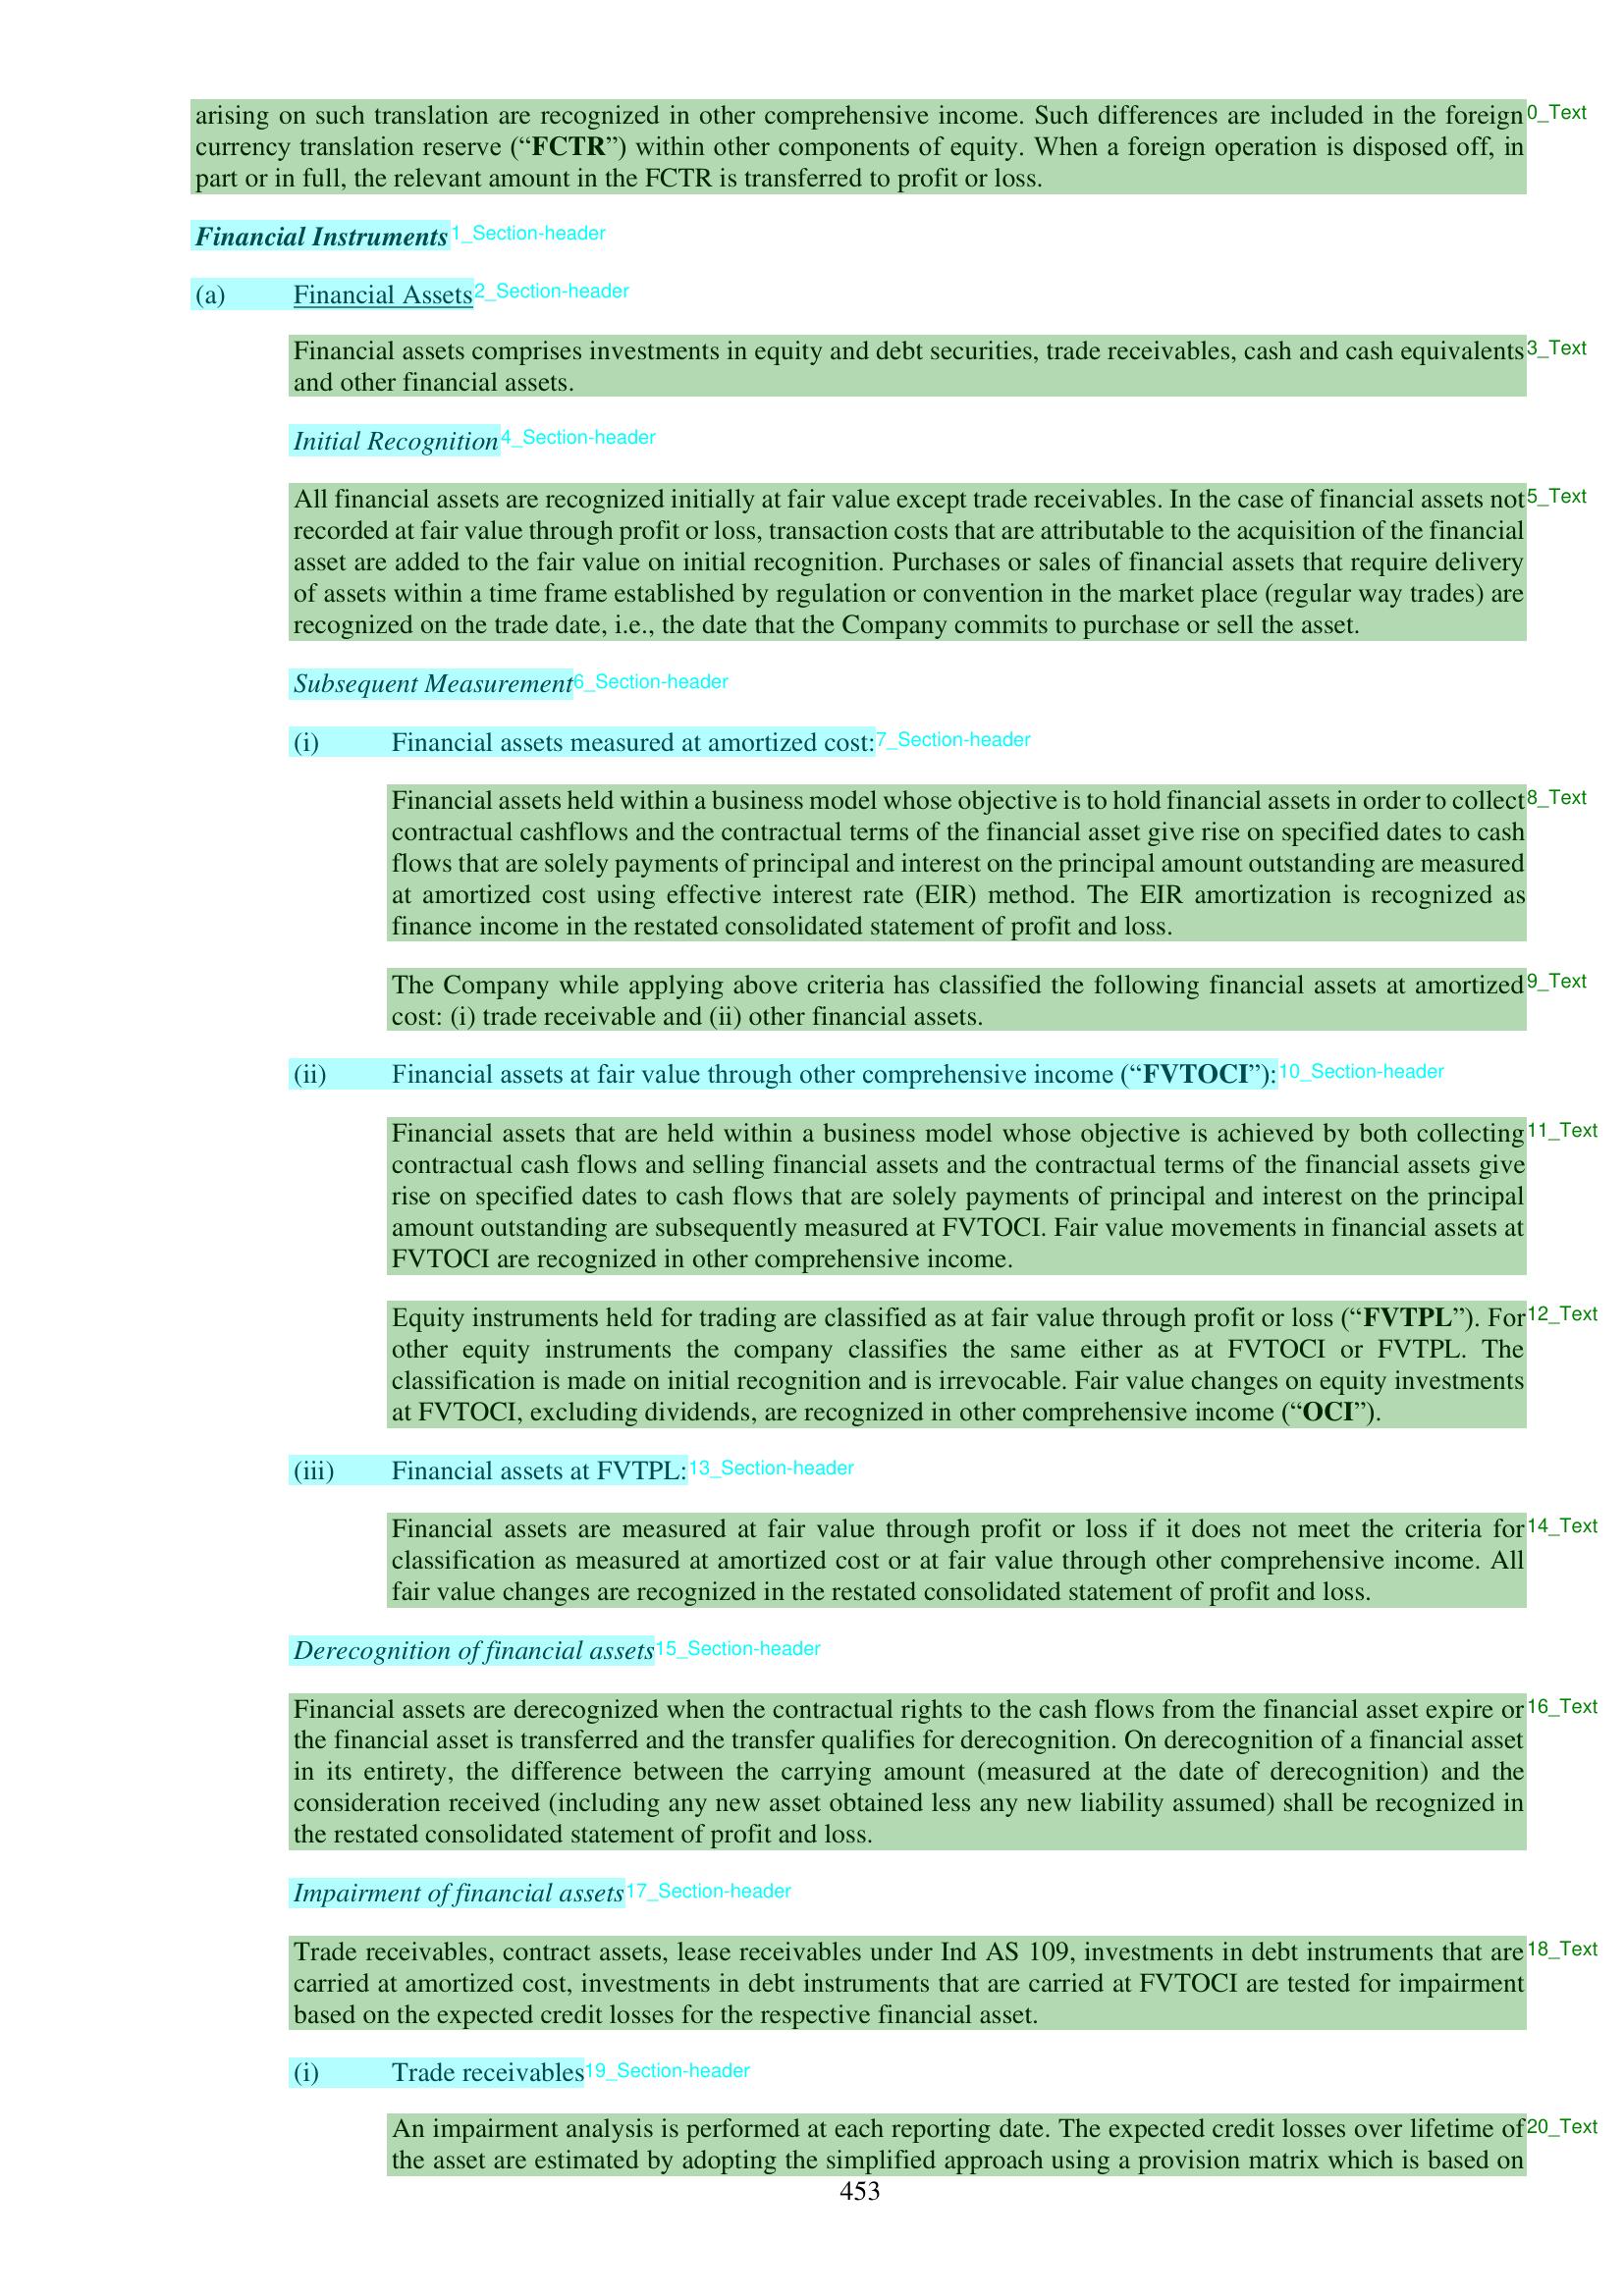 arising on such translation are recognized in other comprehensive income. Such differences are included in the foreign 0_Text
currency translation reserve (“FCTR”) within other components of equity. When a foreign operation is disposed off, in
part or in full, the relevant amount in the FCTR is transferred to profit or loss.
Financial Instruments 1_Section-header
(a) Financial Assets 2_Section-header
Financial assets comprises investments in equity and debt securities, trade receivables, cash and cash equivalents 3_Text
and other financial assets.
Initial Recognition 4_Section-header
All financial assets are recognized initially at fair value except trade receivables. In the case of financial assets not 5_Text
recorded at fair value through profit or loss, transaction costs that are attributable to the acquisition of the financial
asset are added to the fair value on initial recognition. Purchases or sales of financial assets that require delivery
of assets within a time frame established by regulation or convention in the market place (regular way trades) are
recognized on the trade date, i.e., the date that the Company commits to purchase or sell the asset.
Subsequent Measurement 6_Section-header
(i) Financial assets measured at amortized cost: 7_Section-header
Financial assets held within a business model whose objective is to hold financial assets in order to collect 8_Text
contractual cashflows and the contractual terms of the financial asset give rise on specified dates to cash
flows that are solely payments of principal and interest on the principal amount outstanding are measured
at amortized cost using effective interest rate (EIR) method. The EIR amortization is recognized as
finance income in the restated consolidated statement of profit and loss.
The Company while applying above criteria has classified the following financial assets at amortized 9_Text
cost: (i) trade receivable and (ii) other financial assets.
(ii) Financial assets at fair value through other comprehensive income (“FVTOCI”): 10_Section-header
Financial assets that are held within a business model whose objective is achieved by both collecting 11_Text
contractual cash flows and selling financial assets and the contractual terms of the financial assets give
rise on specified dates to cash flows that are solely payments of principal and interest on the principal
amount outstanding are subsequently measured at FVTOCI. Fair value movements in financial assets at
FVTOCI are recognized in other comprehensive income.
Equity instruments held for trading are classified as at fair value through profit or loss (“FVTPL”). For 12_Text
other equity instruments the company classifies the same either as at FVTOCI or FVTPL. The
classification is made on initial recognition and is irrevocable. Fair value changes on equity investments
at FVTOCI, excluding dividends, are recognized in other comprehensive income (“OCI”).
(iii) Financial assets at FVTPL: 13_Section-header
Financial assets are measured at fair value through profit or loss if it does not meet the criteria for 14_Text
classification as measured at amortized cost or at fair value through other comprehensive income. All
fair value changes are recognized in the restated consolidated statement of profit and loss.
Derecognition of financial assets 15_Section-header
Financial assets are derecognized when the contractual rights to the cash flows from the financial asset expire or 16_Text
the financial asset is transferred and the transfer qualifies for derecognition. On derecognition of a financial asset
in its entirety, the difference between the carrying amount (measured at the date of derecognition) and the
consideration received (including any new asset obtained less any new liability assumed) shall be recognized in
the restated consolidated statement of profit and loss.
Impairment of financial assets 17_Section-header
Trade receivables, contract assets, lease receivables under Ind AS 109, investments in debt instruments that are 18_Text
carried at amortized cost, investments in debt instruments that are carried at FVTOCI are tested for impairment
based on the expected credit losses for the respective financial asset.
(i) Trade receivables 19_Section-header
An impairment analysis is performed at each reporting date. The expected credit losses over lifetime of 20_Text
the asset are estimated by adopting the simplified approach using a provision matrix which is based on
453